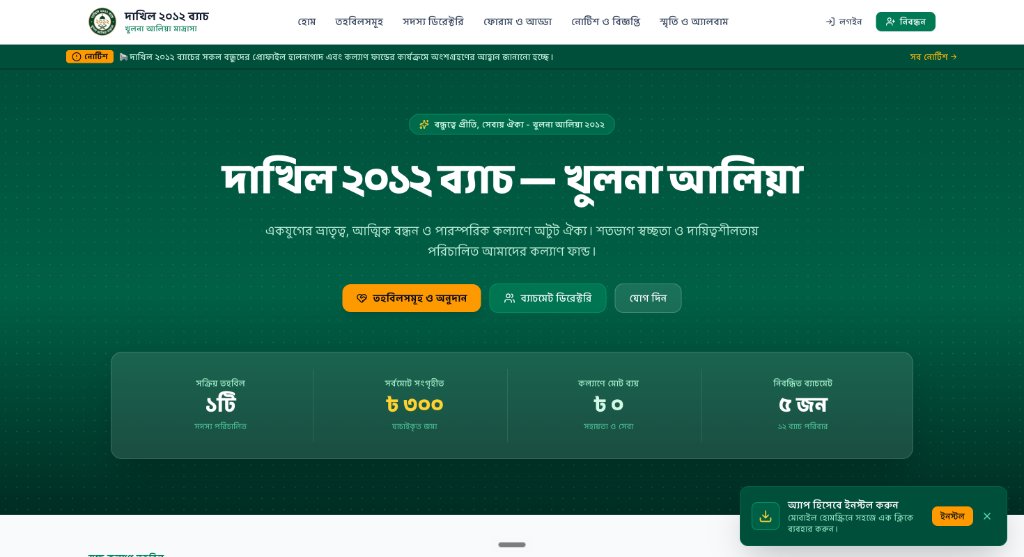 দাখিল ২০১২ ব্যাচ
খুলনা আলিয়া মাদ্রাসা
হোম
তহবিলসমূহ
সদস্য ডিরেক্টরি
ফোরাম ও আড্ডা
নোটিশ ও বিজ্ঞপ্তি
স্মৃতি ও অ্যালবাম
লগইন
নিবন্ধন
নোটিশ
দাখিল ২০১২ ব্যাচের সকল বন্ধুদের প্রোফাইল হালনাগাদ এবং কল্যাণ ফান্ডের কার্যক্রমে অংশগ্রহণের আহ্বান জানানো হচ্ছে।
সব নোটিশ →
বন্ধুত্বে প্রীতি, সেবায় ঐক্য - খুলনা আলিয়া ২০১২
দাখিল ২০১২ ব্যাচ — খুলনা আলিয়া
একযুগের ভ্রাতৃত্ব, আত্মিক বন্ধন ও পারস্পরিক কল্যাণে অটুট ঐক্য। শতভাগ স্বচ্ছতা ও দায়িত্বশীলতায়
পরিচালিত আমাদের কল্যাণ ফান্ড।
তহবিলসমূহ ও অনুদান
ব্যাচমেট ডিরেক্টরি
যোগ দিন
সক্রিয় তহবিল
১টি
সদস্য পরিচালিত
সর্বমোট সংগৃহীত
৳ ৩০০
যাচাইকৃত জমা
কল্যাণে মোট ব্যয়
৳ ০
সহায়তা ও সেবা
নিবন্ধিত ব্যাচমেট
৫ জন
১২ ব্যাচ পরিবার
অ্যাপ হিসেবে ইনস্টল করুন
মোবাইল হোমস্ক্রিনে সহজে এক ক্লিকে
ব্যবহার করুন।
ইনস্টল